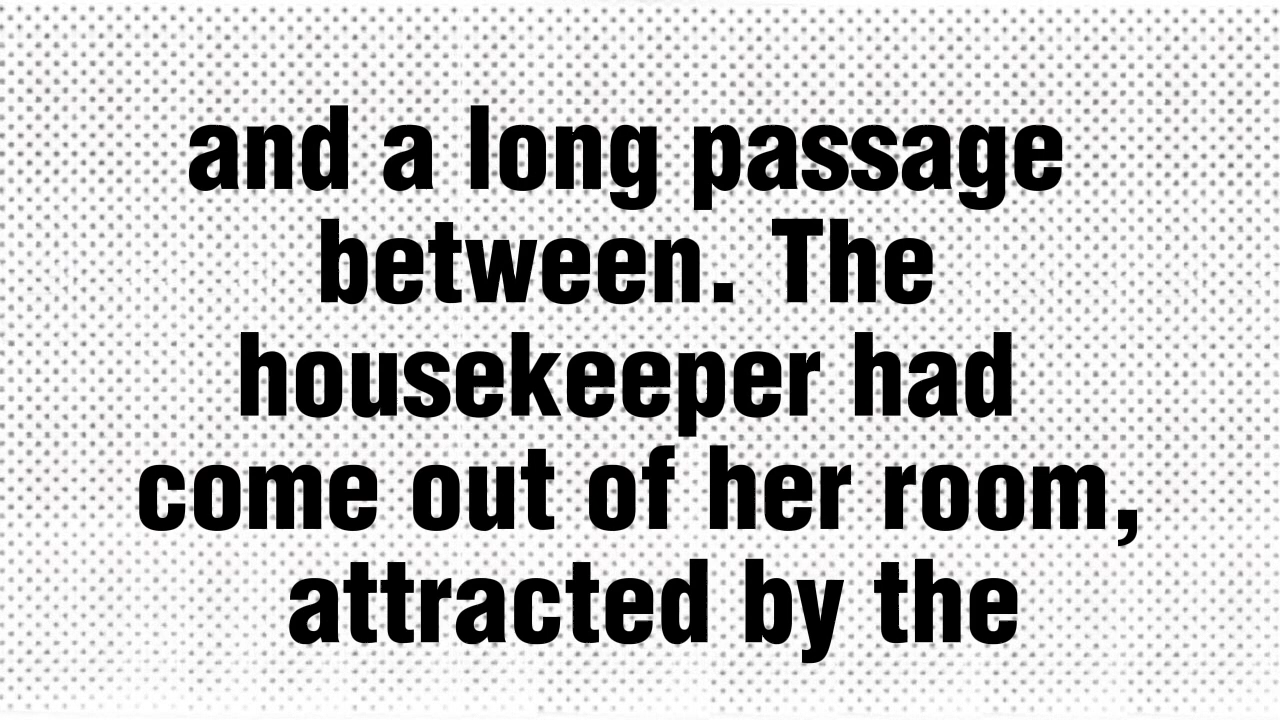 and a long passage
between. The
housekeeper had
come out of her room,
attracted by the